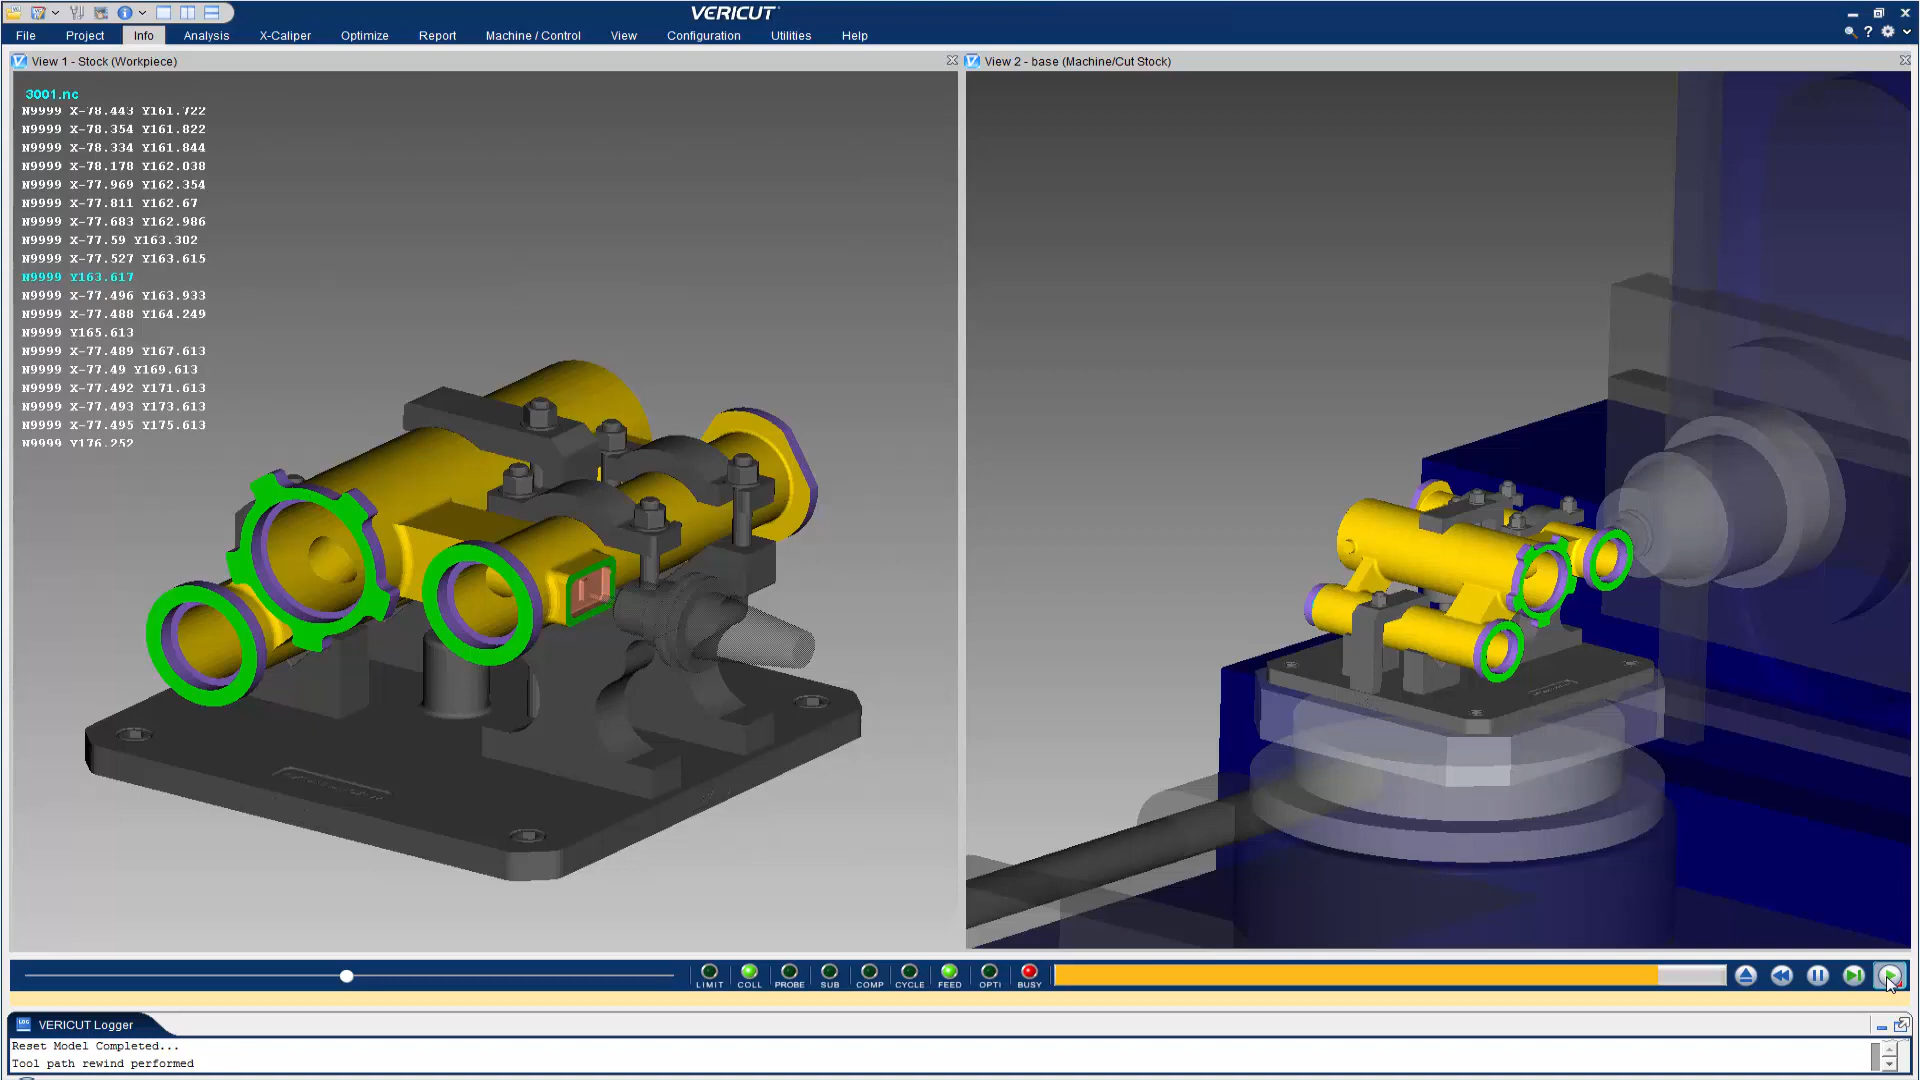 VERICUT
File Project Info Analysis X-Caliper Optimize Report Machine / Control View Configuration Utilities Help
View 1 - Stock (Workpiece)
View 2 - base (Machine/Cut Stock)
3001.nc
N9999 X-78.443 Y161.722
N9999 X-78.354 Y161.822
N9999 X-78.334 Y161.844
N9999 X-78.178 Y162.038
N9999 X-77.969 Y162.354
N9999 X-77.811 Y162.67
N9999 X-77.683 Y162.986
N9999 X-77.59 Y163.302
N9999 X-77.527 Y163.615
N9999 Y163.617
N9999 X-77.496 Y163.933
N9999 X-77.488 Y164.249
N9999 Y165.613
N9999 X-77.489 Y167.613
N9999 X-77.49 Y169.613
N9999 X-77.492 Y171.613
N9999 X-77.493 Y173.613
N9999 X-77.495 Y175.613
N9999 Y176.252
LIMIT COLL PROBE SUB COMP CYCLE FEED OPTI BUSY
LOG VERICUT Logger
Reset Model Completed...
Tool path rewind performed